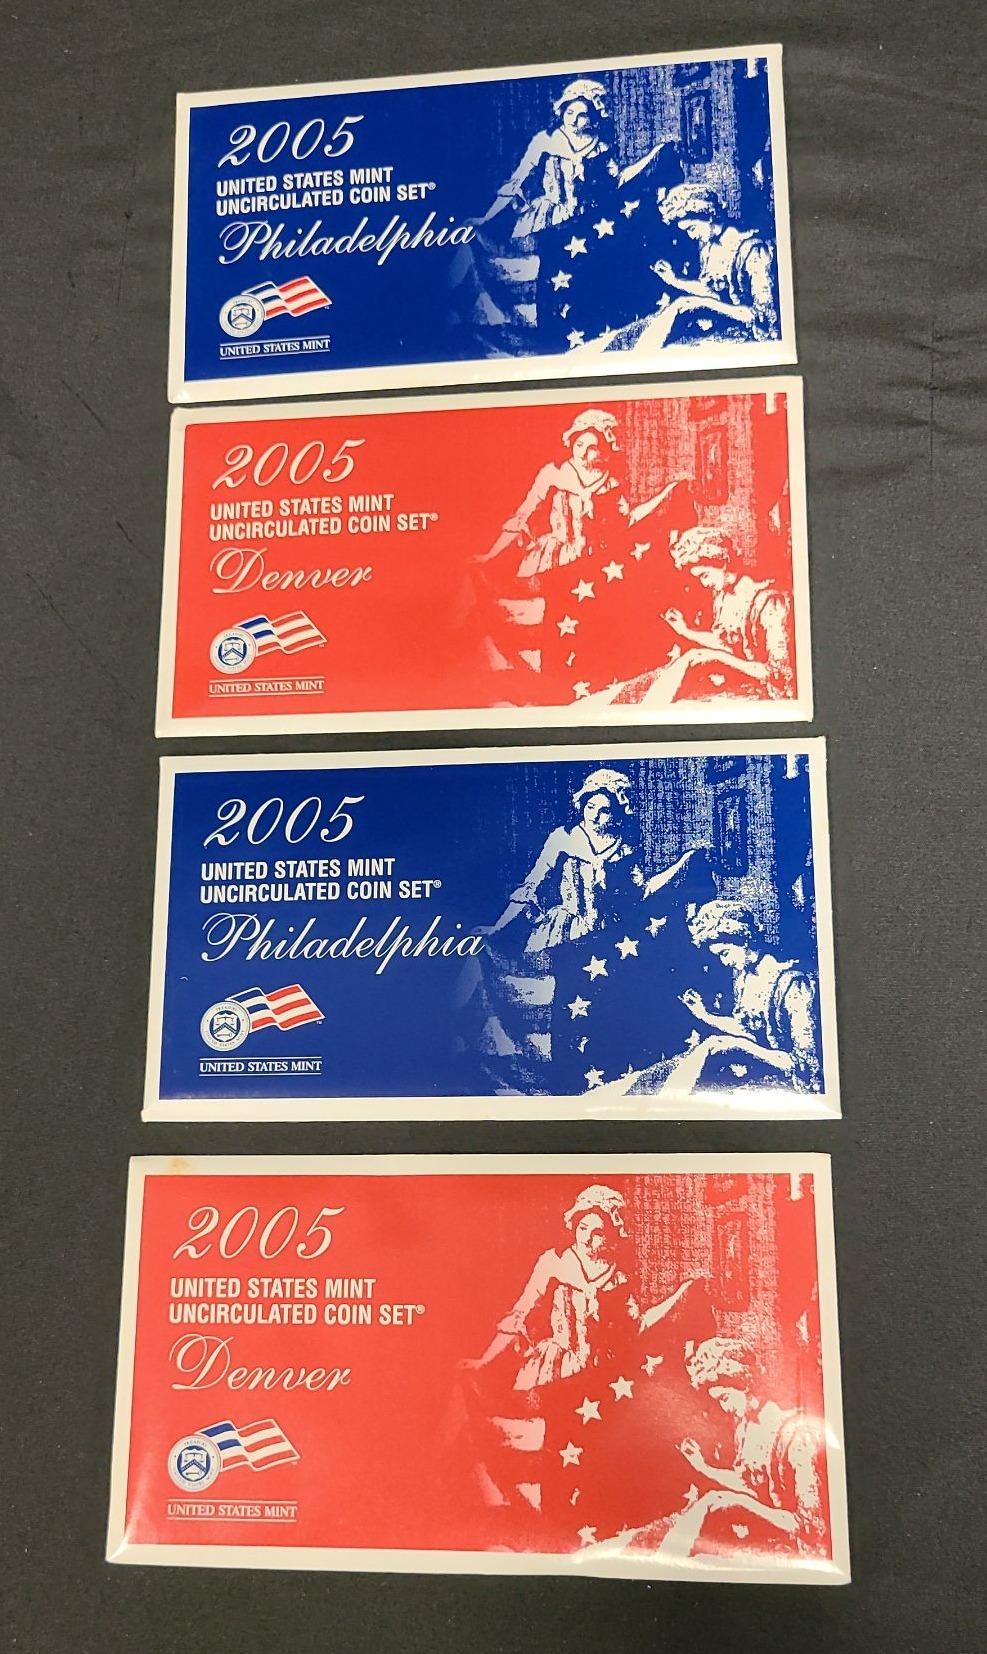 2005
UNITED STATES MINT
UNCIRCULATED COIN SET®
Philadelphia
UNITED STATES MINT
2005
UNITED STATES MINT
UNCIRCULATED COIN SET®
Denver
UNITED STATES MINT
2005
UNITED STATES MINT
UNCIRCULATED COIN SET®
Philadelphia
UNITED STATES MINT
2005
UNITED STATES MINT
UNCIRCULATED COIN SET®
Denver
UNITED STATES MINT